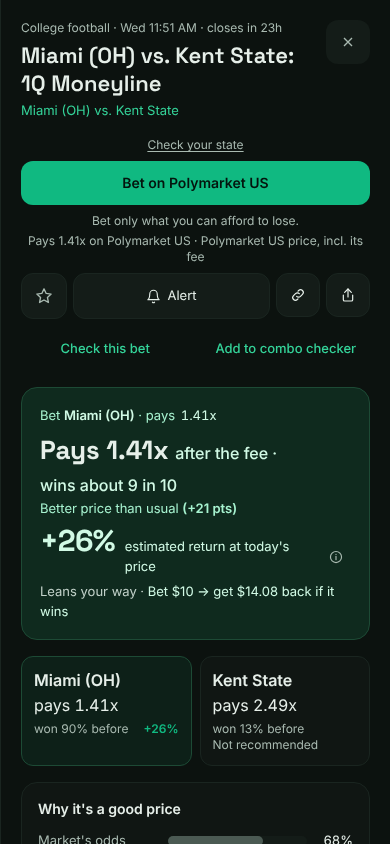 College football · Wed 11:51 AM · closes in 23h
Miami (OH) vs. Kent State:
1Q Moneyline
Miami (OH) vs. Kent State
Check your state
Bet on Polymarket US
Bet only what you can afford to lose.
Pays 1.41x on Polymarket US · Polymarket US price, incl. its
fee
Alert
Check this bet
Add to combo checker
Bet Miami (OH) · pays 1.41x
Pays 1.41x after the fee ·
wins about 9 in 10
Better price than usual (+21 pts)
+26% estimated return at today's
price
Leans your way · Bet $10 → get $14.08 back if it
wins
Miami (OH)
pays 1.41x
won 90% before +26%
Kent State
pays 2.49x
won 13% before
Not recommended
Why it's a good price
Market's odds 68%